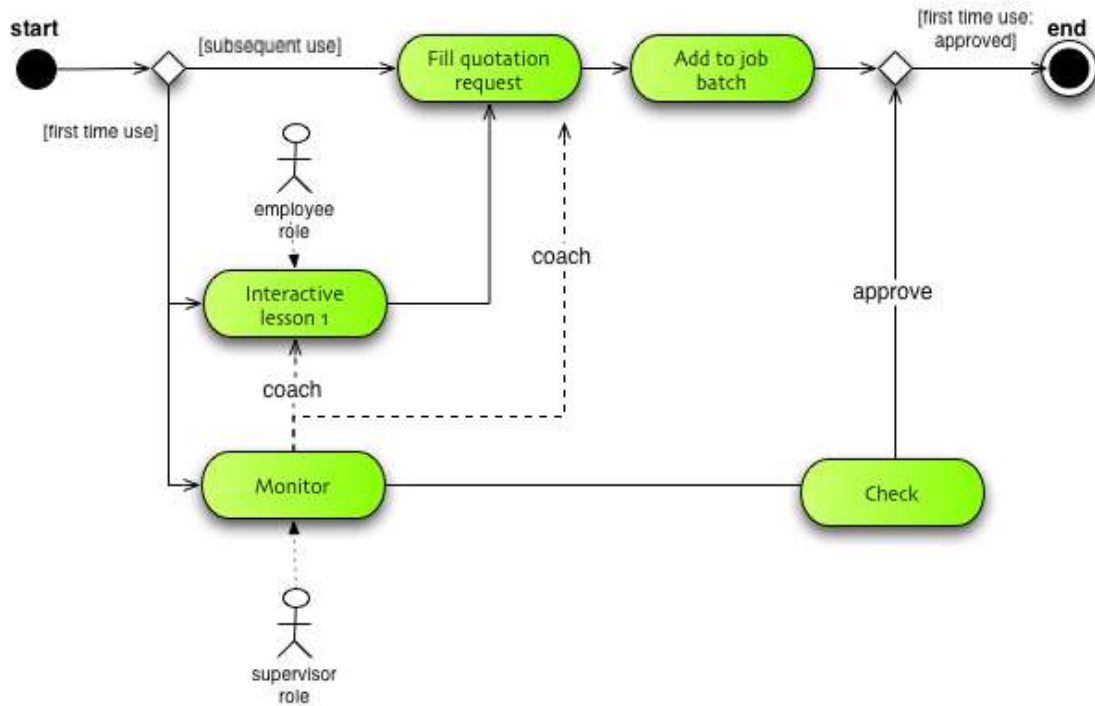 start
[subsequent use]
Fill quotation
request
Add to job
batch
[first time use:
approved]
end
[first time use]
employee
role
coach
Interactive
lesson 1
approve
coach
Monitor
Check
supervisor
role